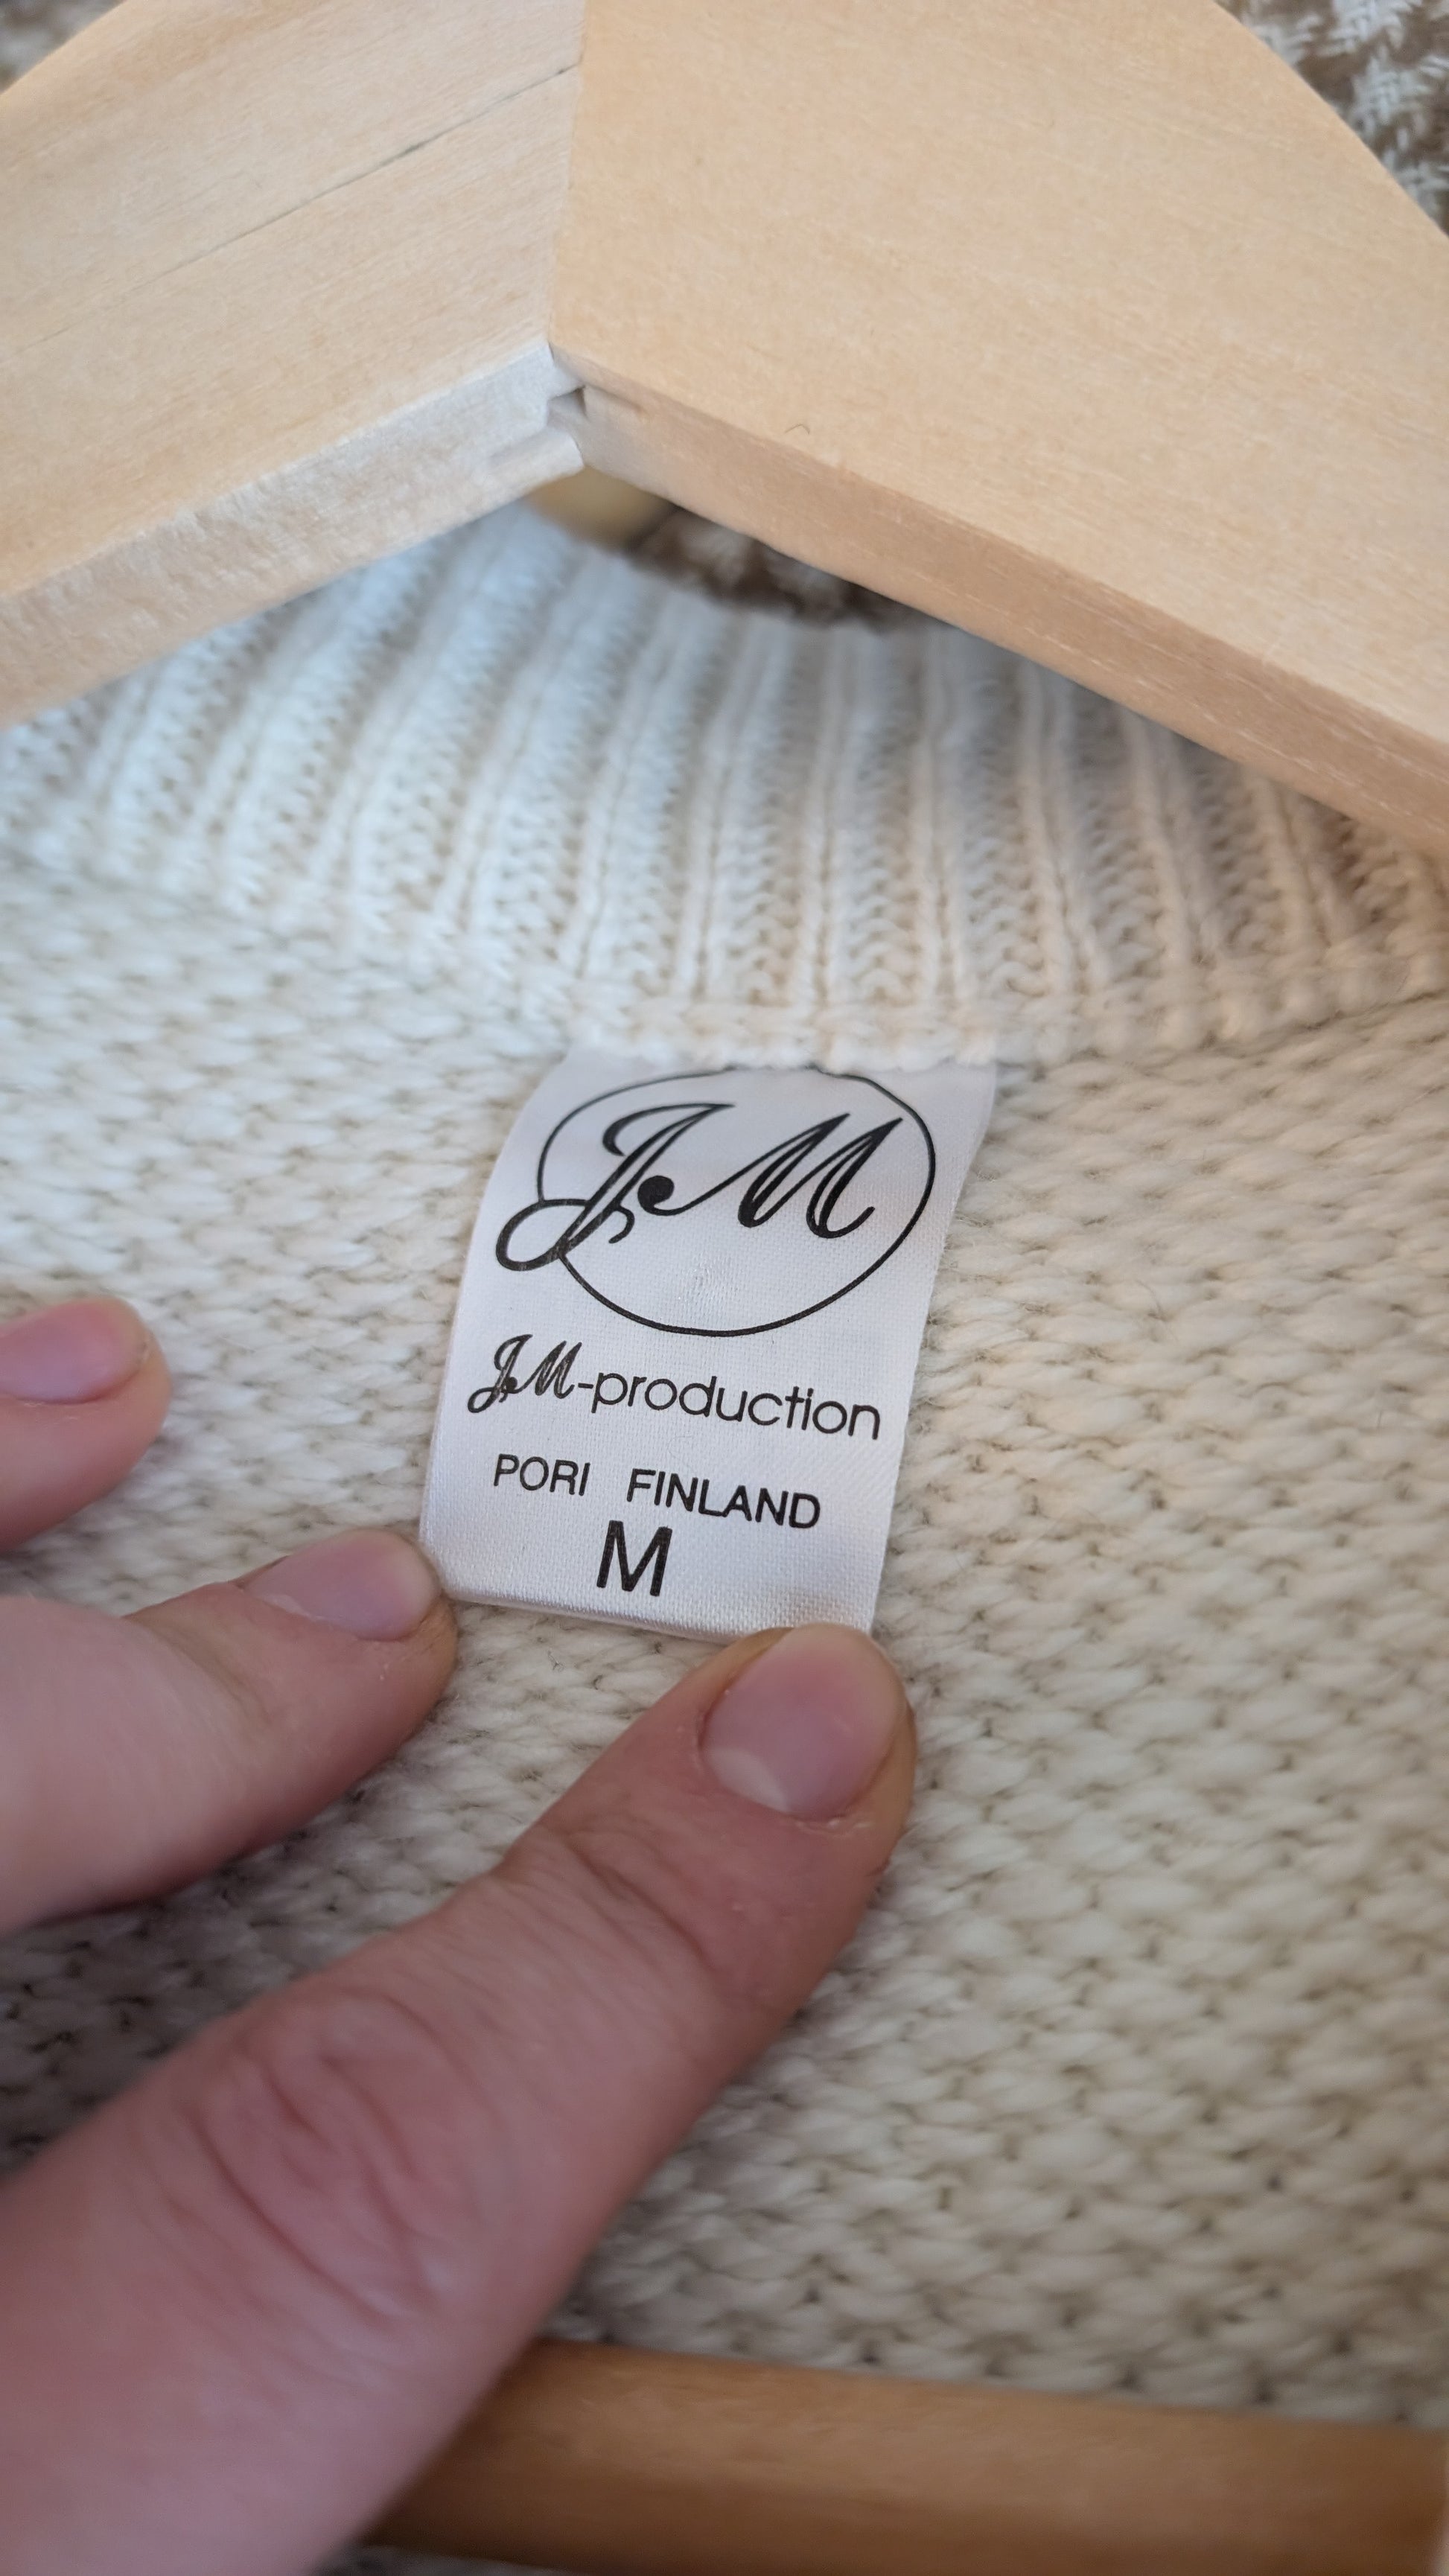 JM
JM-production
PORI FINLAND
M